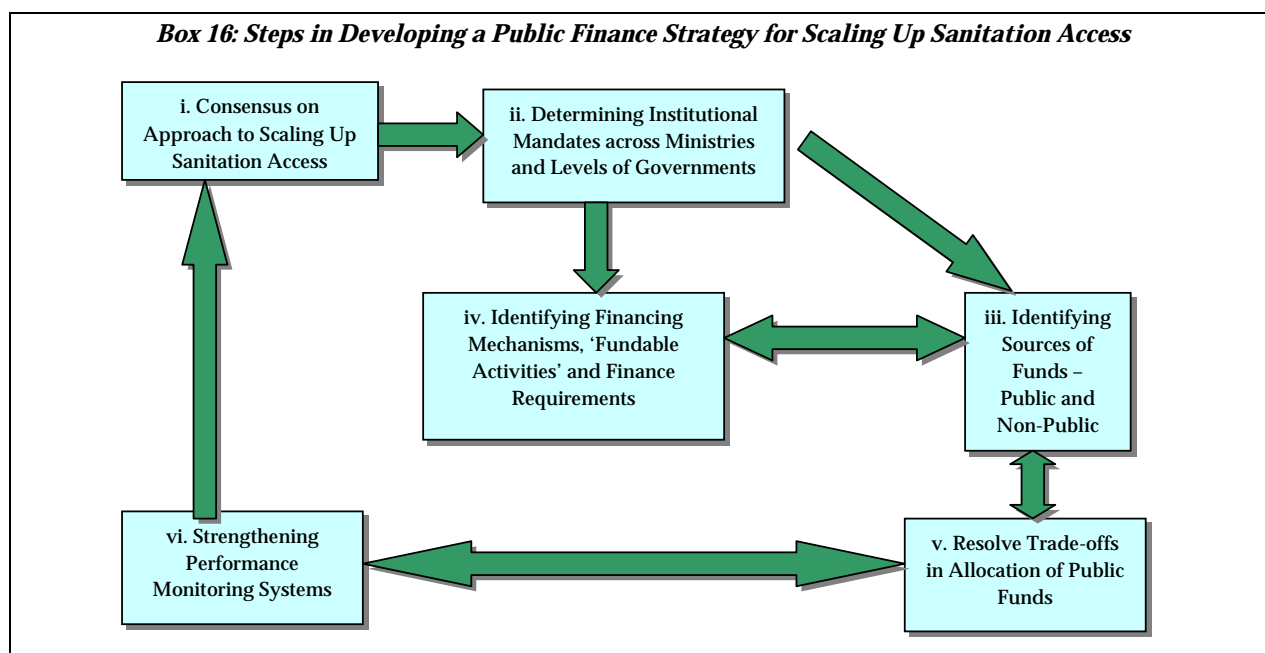 Box 16: Steps in Developing a Public Finance Strategy for Scaling Up Sanitation Access
i. Consensus on
Approach to Scaling Up
Sanitation Access
ii. Determining Institutional
Mandates across Ministries
and Levels of Governments
iv. Identifying Financing
Mechanisms, ‘Fundable
Activities’ and Finance
Requirements
iii. Identifying
Sources of
Funds –
Public and
Non-Public
vi. Strengthening
Performance
Monitoring Systems
v. Resolve Trade-offs
in Allocation of Public
Funds